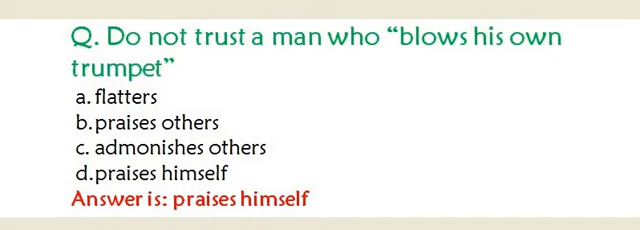 Q. Do not trust a man who “blows his own
trumpet”
a. flatters
b. praises others
c. admonishes others
d. praises himself
Answer is: praises himself